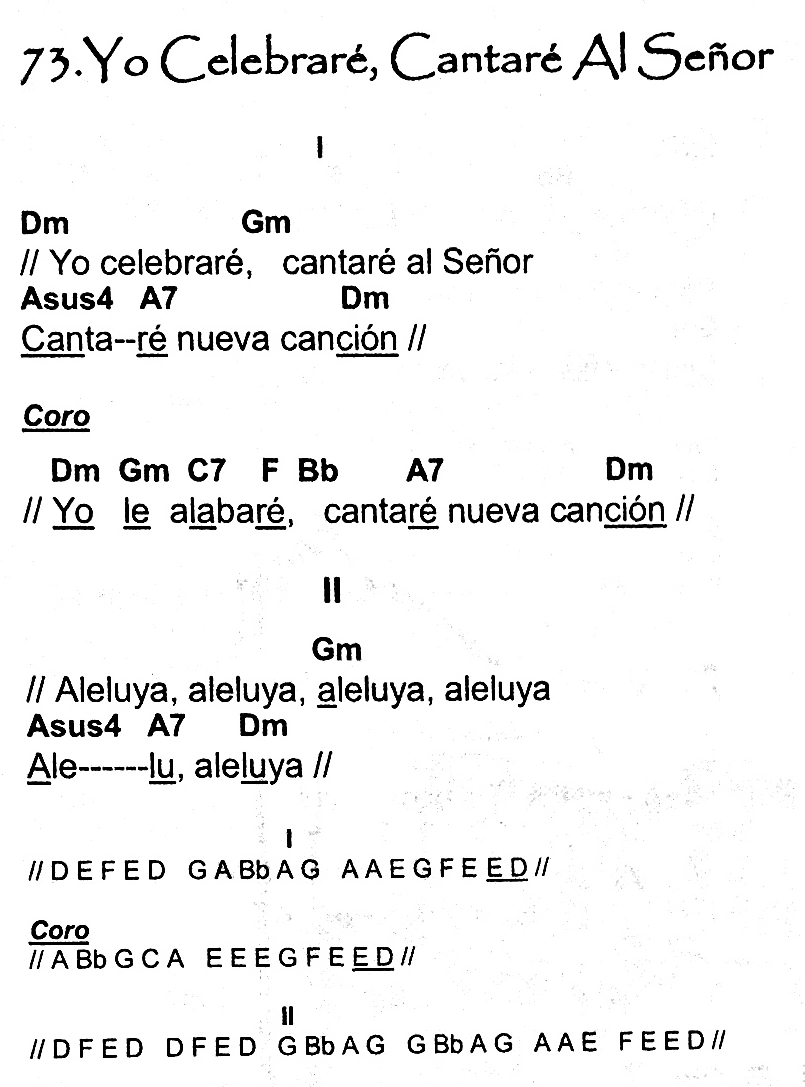 73. Yo Celebraré, Cantaré Al Señor
I
Dm Gm
// Yo celebraré, cantaré al Señor
Asus4 A7 Dm
Canta--ré nueva canción //
Coro
Dm Gm C7 F Bb A7 Dm
// Yo le alabaré, cantaré nueva canción //
II
Gm
// Aleluya, aleluya, aleluya, aleluya
Asus4 A7 Dm
Ale------lu, aleluya //
I
// D E F E D G A Bb A G A A E G F E E D //
Coro
// A Bb G C A E E E G F E E D //
II
// D F E D D F E D G Bb A G G Bb A G A A E F E E D //